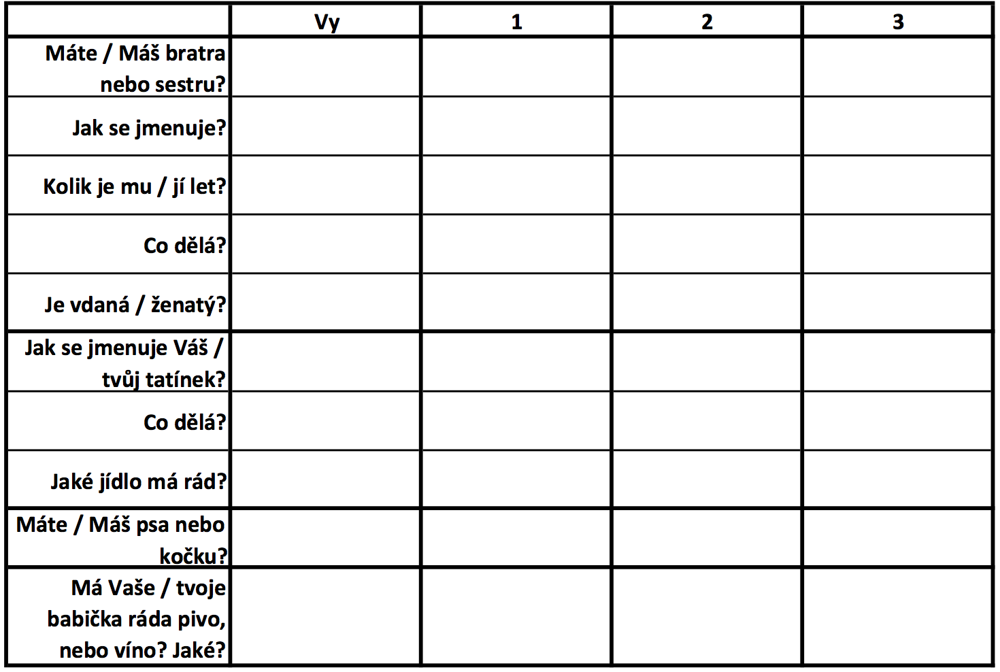 Vy 1 2 3
Máte / Máš bratra
nebo sestru?
Jak se jmenuje?
Kolik je mu / jí let?
Co dělá?
Je vdaná / ženatý?
Jak se jmenuje Váš /
tvůj tatínek?
Co dělá?
Jaké jídlo má rád?
Máte / Máš psa nebo
kočku?
Má Vaše / tvoje
babička ráda pivo,
nebo víno? Jaké?